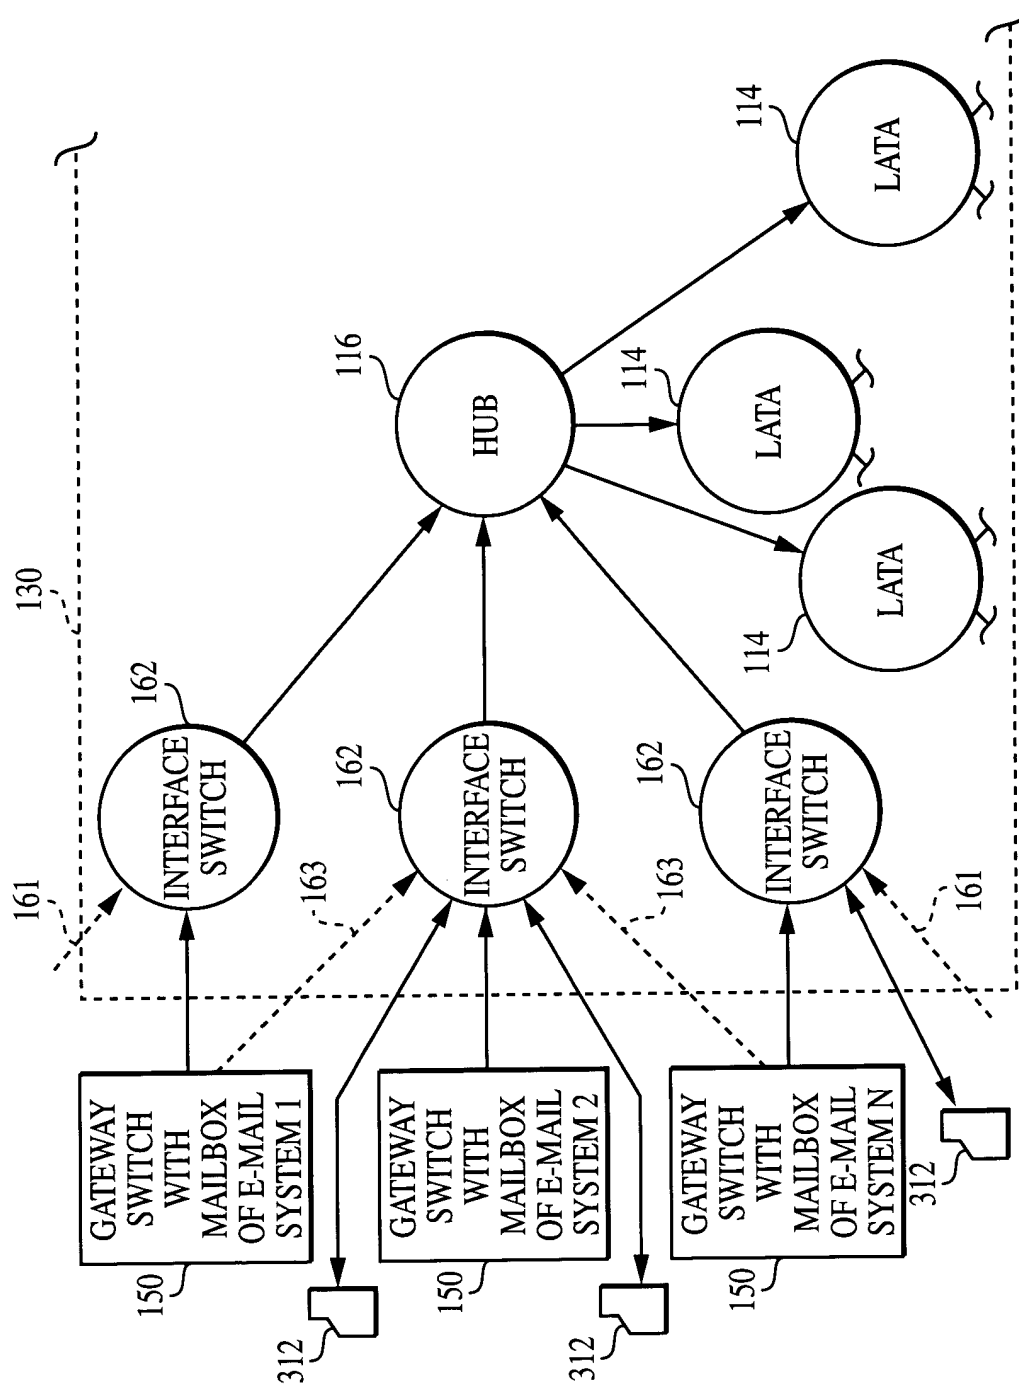 130
161
INTERFACE
SWITCH
162
GATEWAY
SWITCH
WITH
MAILBOX
OF E-MAIL
SYSTEM 1
150
163
312
INTERFACE
SWITCH
162
HUB
116
GATEWAY
SWITCH
WITH
MAILBOX
OF E-MAIL
SYSTEM 2
150
312
163
INTERFACE
SWITCH
162
161
GATEWAY
SWITCH
WITH
MAILBOX
OF E-MAIL
SYSTEM N
150
312
LATA
114
LATA
114
LATA
114